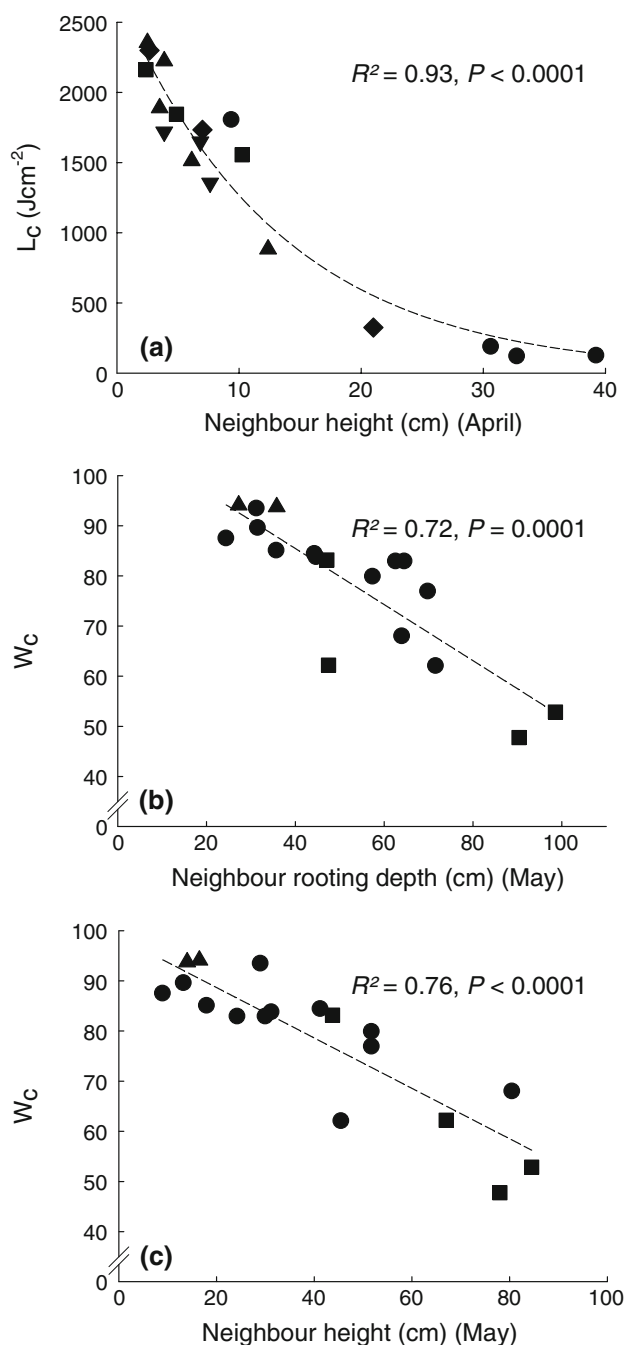 2500
2000
1500
1000
500
0
L_C (Jcm⁻²)
R² = 0.93, P < 0.0001
(a)
0 10 20 30 40
Neighbour height (cm) (April)
100
90
80
70
60
50
40
0
W_C
R² = 0.72, P = 0.0001
(b)
0 20 40 60 80 100
Neighbour rooting depth (cm) (May)
100
90
80
70
60
50
40
0
W_C
R² = 0.76, P < 0.0001
(c)
0 20 40 60 80 100
Neighbour height (cm) (May)